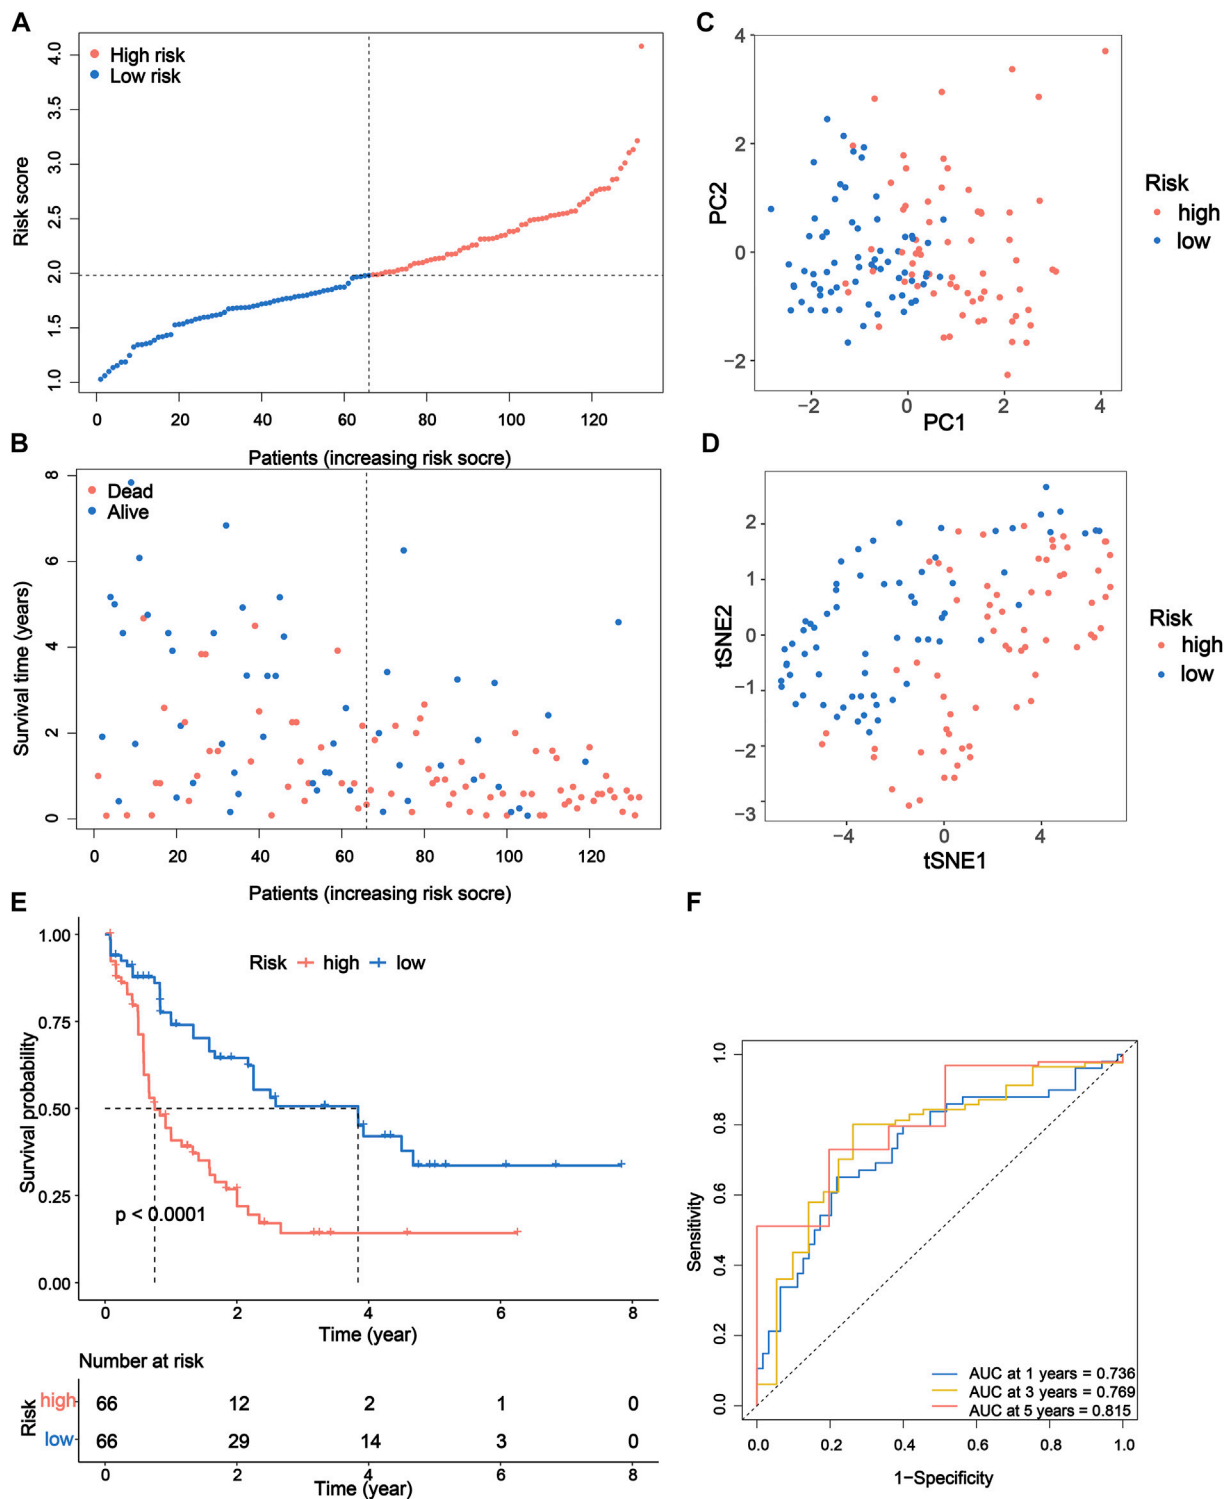 A
High risk
Low risk
Risk score
4.0
3.5
3.0
2.5
2.0
1.5
1.0
0 20 40 60 80 100 120
Patients (increasing risk socre)
B
Dead
Alive
Survival time (years)
8
6
4
2
0
0 20 40 60 80 100 120
Patients (increasing risk socre)
C
PC2
4
2
0
−2
−2 0 2 4
PC1
Risk
high
low
D
tSNE2
2
1
0
−1
−2
−3
−4 0 4
tSNE1
Risk
high
low
E
Risk high low
Survival probability
1.00
0.75
0.50
0.25
0.00
p < 0.0001
0 2 4 6 8
Time (year)
Number at risk
Risk
high 66 12 2 1 0
low 66 29 14 3 0
0 2 4 6 8
Time (year)
F
Sensitivity
1.0
0.8
0.6
0.4
0.2
0.0
AUC at 1 years = 0.736
AUC at 3 years = 0.769
AUC at 5 years = 0.815
0.0 0.2 0.4 0.6 0.8 1.0
1−Specificity